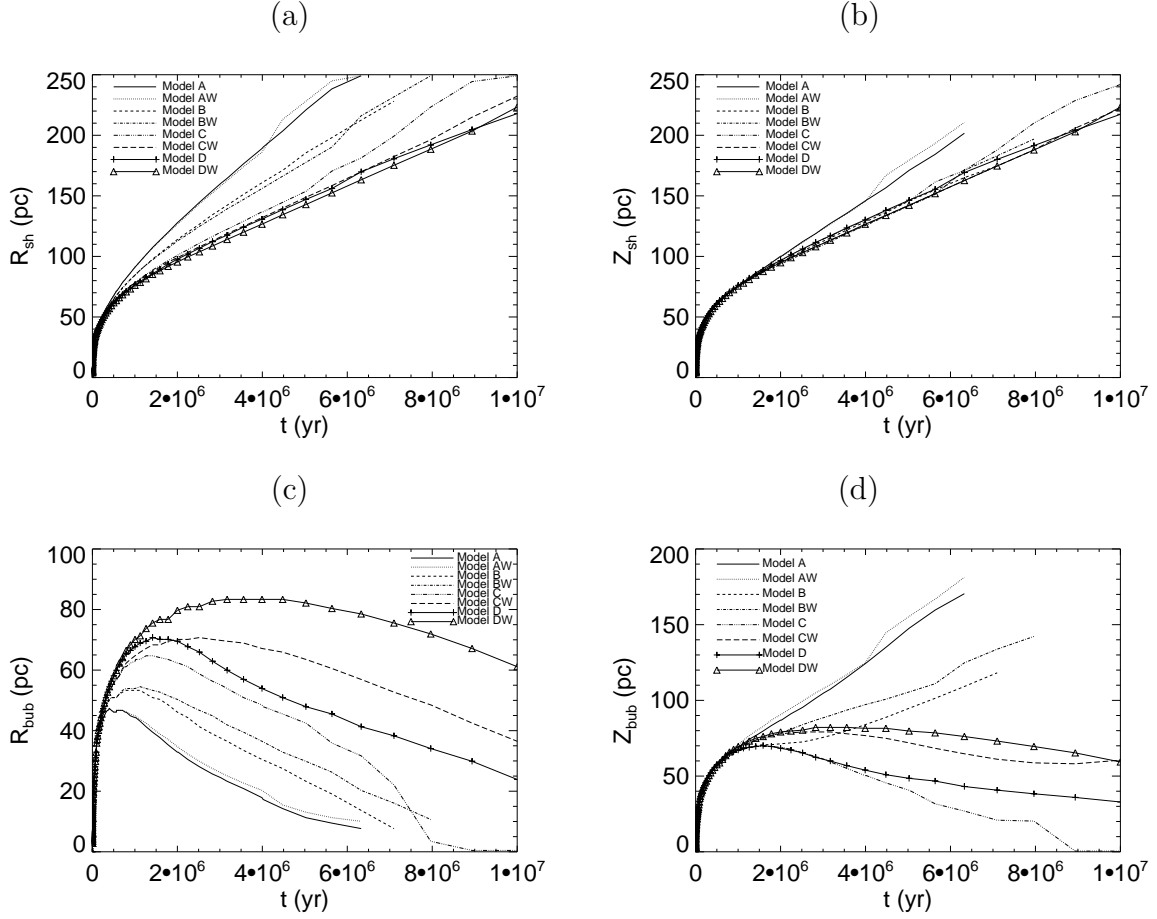 (a)
250
200
150
100
50
0
R_sh (pc)
Model A
Model AW
Model B
Model BW
Model C
Model CW
Model D
Model DW
0 2•10^6 4•10^6 6•10^6 8•10^6 1•10^7
t (yr)
(b)
250
200
150
100
50
0
Z_sh (pc)
Model A
Model AW
Model B
Model BW
Model C
Model CW
Model D
Model DW
0 2•10^6 4•10^6 6•10^6 8•10^6 1•10^7
t (yr)
(c)
100
80
60
40
20
0
R_bub (pc)
Model A
Model AW
Model B
Model BW
Model C
Model CW
Model D
Model DW
0 2•10^6 4•10^6 6•10^6 8•10^6 1•10^7
t (yr)
(d)
200
150
100
50
0
Z_bub (pc)
Model A
Model AW
Model B
Model BW
Model C
Model CW
Model D
Model DW
0 2•10^6 4•10^6 6•10^6 8•10^6 1•10^7
t (yr)